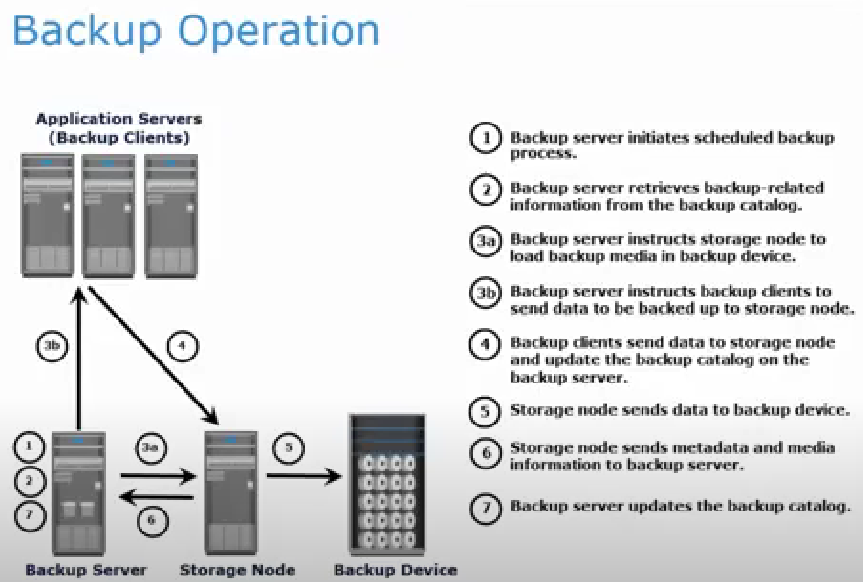 Backup Operation
Application Servers
(Backup Clients)
3b
4
1
2
7
3a
6
5
Backup Server
Storage Node
Backup Device
1 Backup server initiates scheduled backup
process.
2 Backup server retrieves backup-related
information from the backup catalog.
3a Backup server instructs storage node to
load backup media in backup device.
3b Backup server instructs backup clients to
send data to be backed up to storage node.
4 Backup clients send data to storage node
and update the backup catalog on the
backup server.
5 Storage node sends data to backup device.
6 Storage node sends metadata and media
information to backup server.
7 Backup server updates the backup catalog.